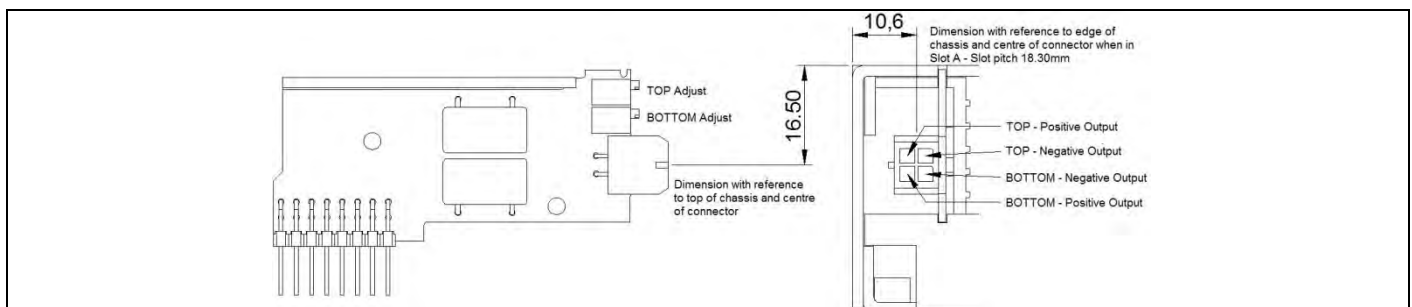 10,6
Dimension with reference to edge of
chassis and centre of connector when in
Slot A - Slot pitch 18.30mm
TOP Adjust
BOTTOM Adjust
16.50
TOP - Positive Output
TOP - Negative Output
BOTTOM - Negative Output
BOTTOM - Positive Output
Dimension with reference
to top of chassis and centre
of connector